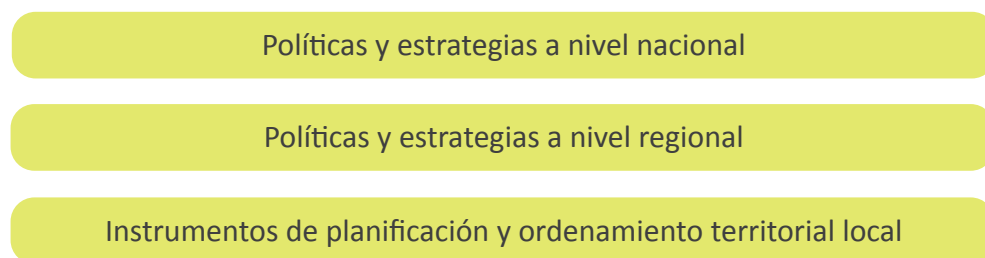 Políticas y estrategias a nivel nacional
Políticas y estrategias a nivel regional
Instrumentos de planificación y ordenamiento territorial local